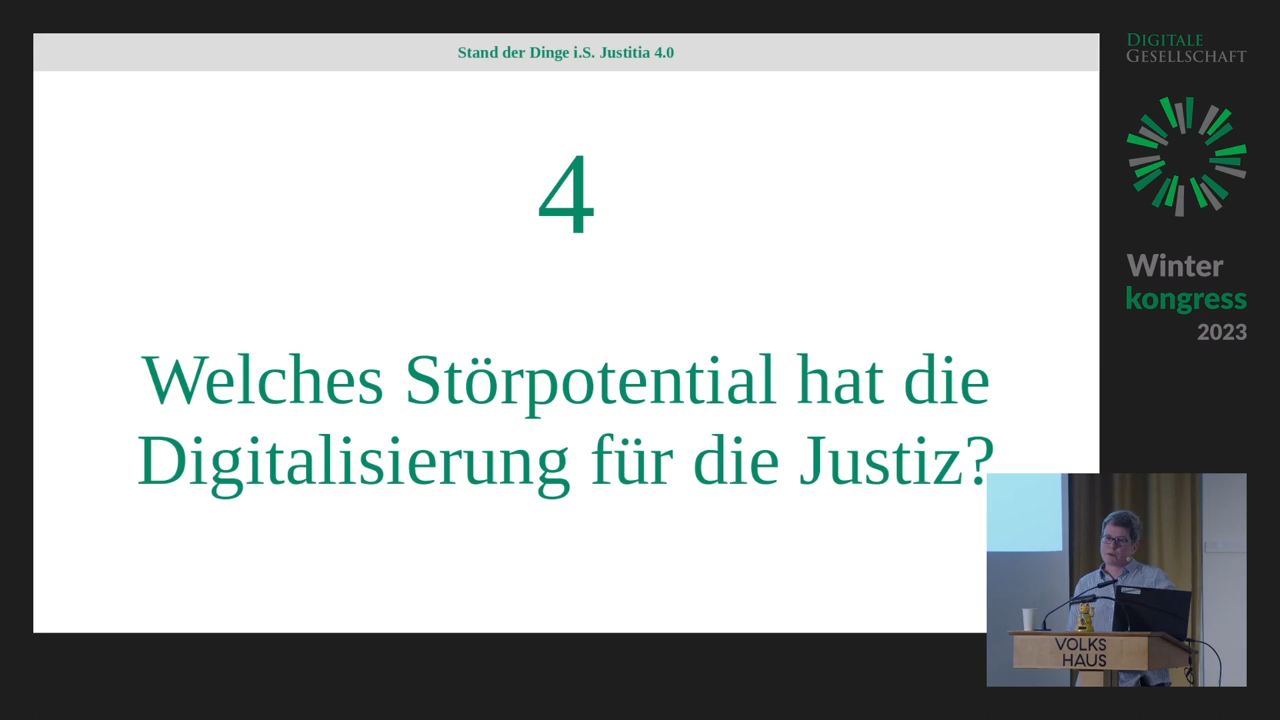 Stand der Dinge i.S. Justitia 4.0
4
Welches Störpotential hat die
Digitalisierung für die Justiz?
DIGITALE
GESELLSCHAFT
Winter
kongress
2023
VOLKS
HAUS